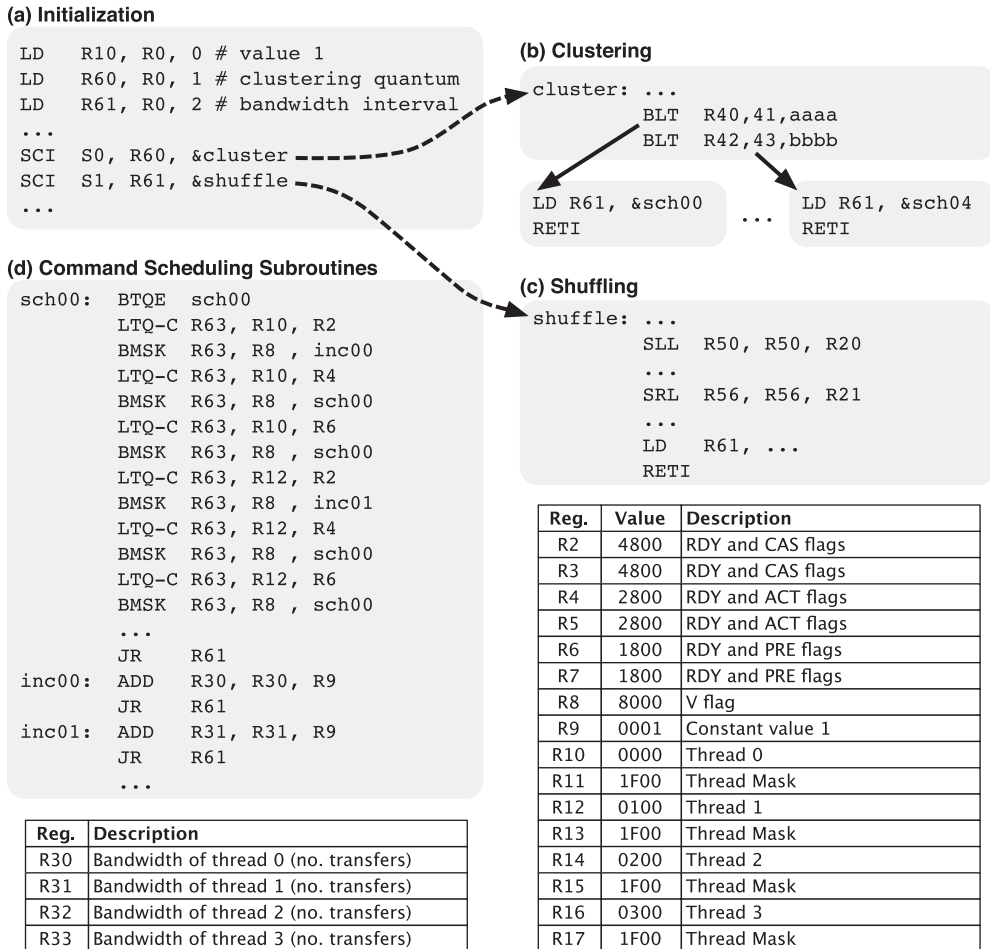 (a) Initialization
LD R10, R0, 0 # value 1
LD R60, R0, 1 # clustering quantum
LD R61, R0, 2 # bandwidth interval
...
SCI S0, R60, &cluster
SCI S1, R61, &shuffle
...
(b) Clustering
cluster: ...
BLT R40,41,aaaa
BLT R42,43,bbbb
LD R61, &sch00
RETI
...
LD R61, &sch04
RETI
(c) Shuffling
shuffle: ...
SLL R50, R50, R20
...
SRL R56, R56, R21
...
LD R61, ...
RETI
(d) Command Scheduling Subroutines
sch00: BTQE sch00
LTQ-C R63, R10, R2
BMSK R63, R8 , inc00
LTQ-C R63, R10, R4
BMSK R63, R8 , sch00
LTQ-C R63, R10, R6
BMSK R63, R8 , sch00
LTQ-C R63, R12, R2
BMSK R63, R8 , inc01
LTQ-C R63, R12, R4
BMSK R63, R8 , sch00
LTQ-C R63, R12, R6
BMSK R63, R8 , sch00
...
JR R61
inc00: ADD R30, R30, R9
JR R61
inc01: ADD R31, R31, R9
JR R61
...
Reg. Description
R30 Bandwidth of thread 0 (no. transfers)
R31 Bandwidth of thread 1 (no. transfers)
R32 Bandwidth of thread 2 (no. transfers)
R33 Bandwidth of thread 3 (no. transfers)
Reg. Value Description
R2 4800 RDY and CAS flags
R3 4800 RDY and CAS flags
R4 2800 RDY and ACT flags
R5 2800 RDY and ACT flags
R6 1800 RDY and PRE flags
R7 1800 RDY and PRE flags
R8 8000 V flag
R9 0001 Constant value 1
R10 0000 Thread 0
R11 1F00 Thread Mask
R12 0100 Thread 1
R13 1F00 Thread Mask
R14 0200 Thread 2
R15 1F00 Thread Mask
R16 0300 Thread 3
R17 1F00 Thread Mask